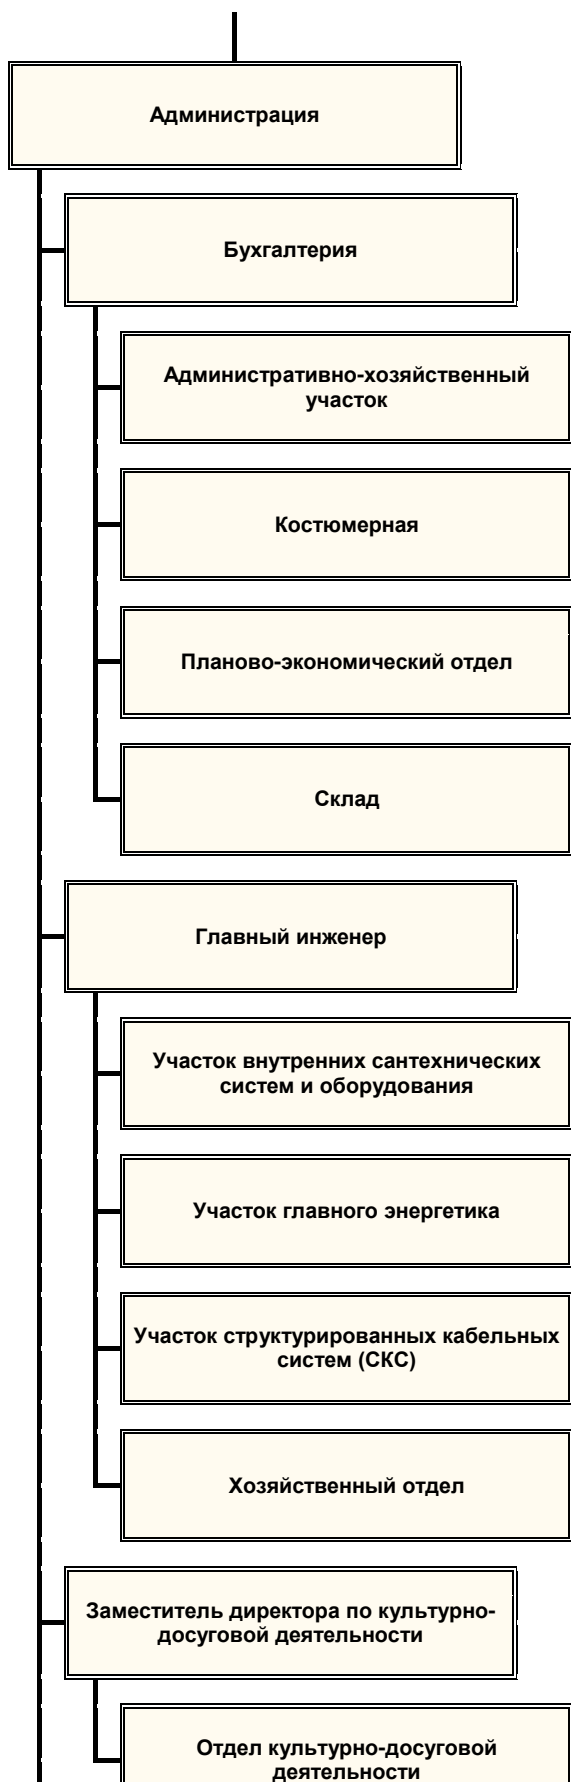 Администрация
Бухгалтерия
Административно-хозяйственный
участок
Костюмерная
Планово-экономический отдел
Склад
Главный инженер
Участок внутренних сантехнических
систем и оборудования
Участок главного энергетика
Участок структурированных кабельных
систем (СКС)
Хозяйственный отдел
Заместитель директора по культурно-
досуговой деятельности
Отдел культурно-досуговой
деятельности